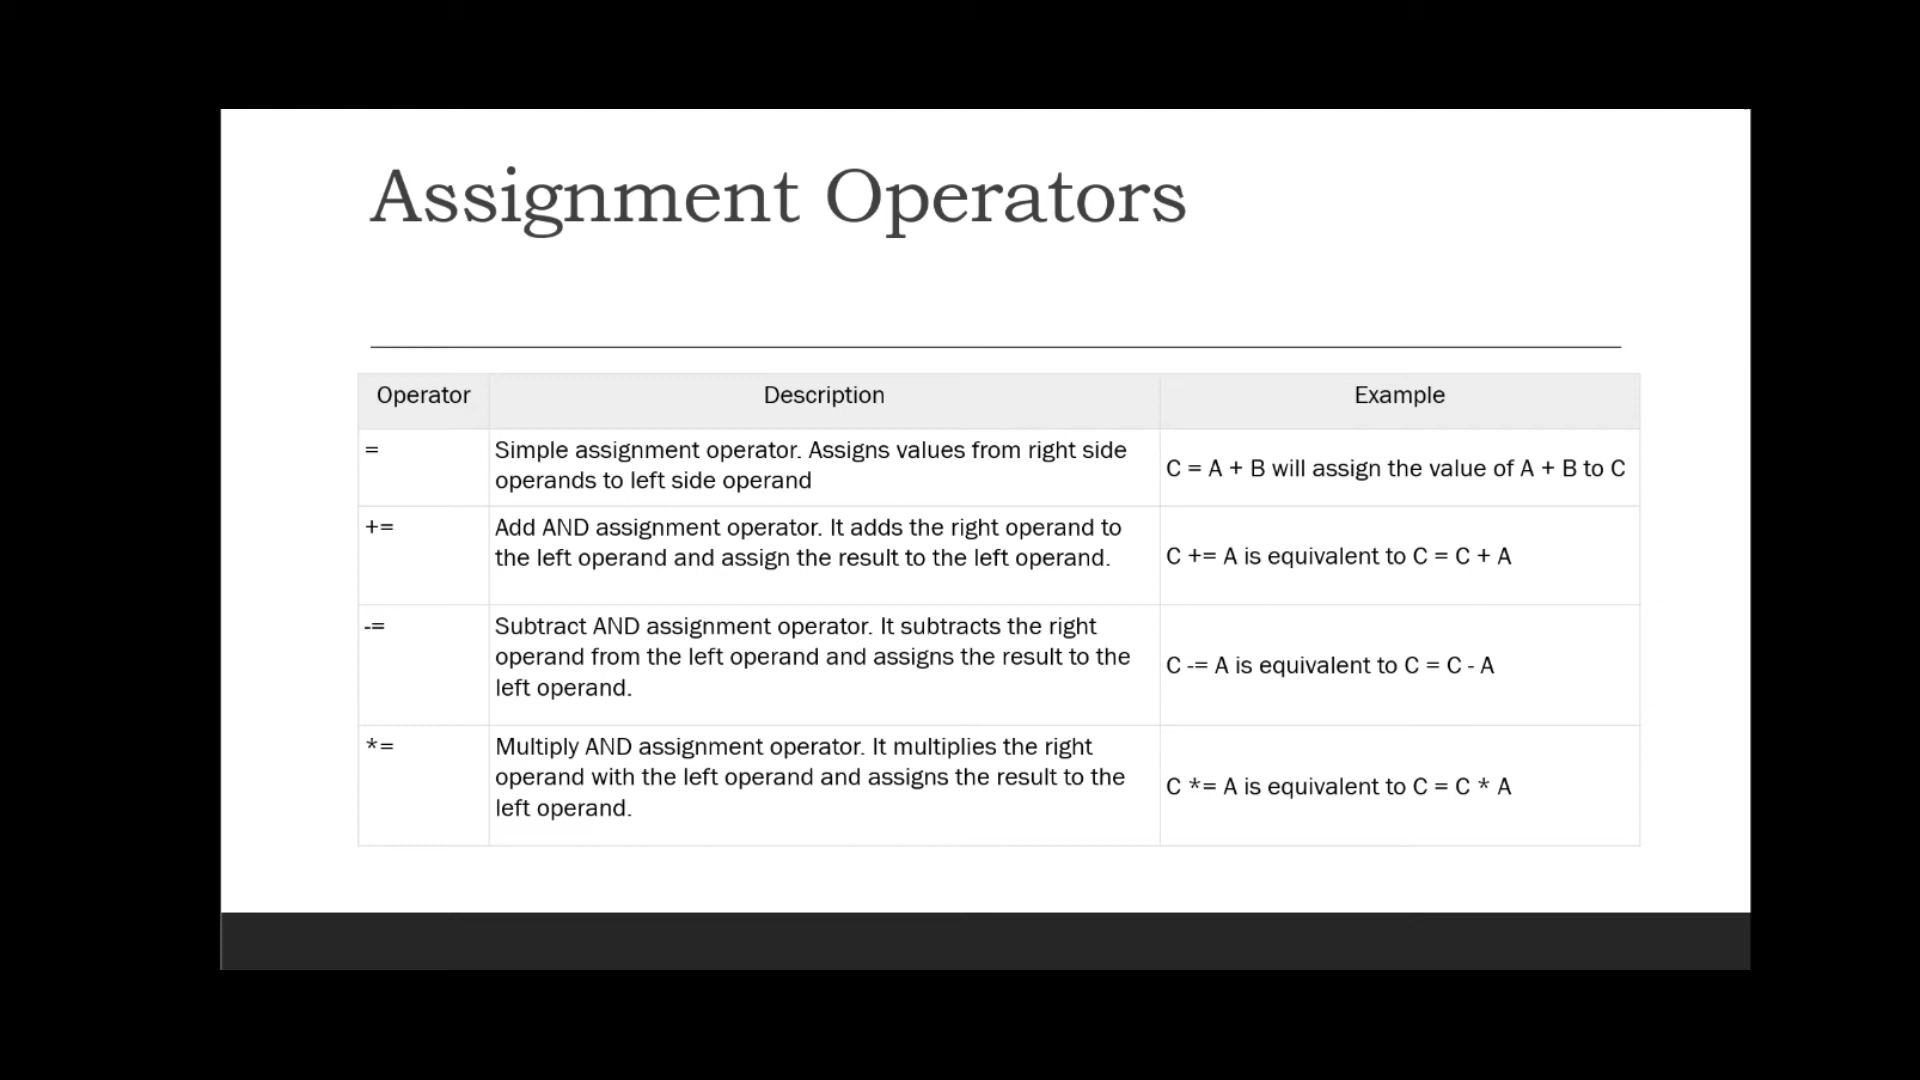 Assignment Operators
Operator Description Example
=
Simple assignment operator. Assigns values from right side
operands to left side operand
C = A + B will assign the value of A + B to C
+=
Add AND assignment operator. It adds the right operand to
the left operand and assign the result to the left operand.
C += A is equivalent to C = C + A
-=
Subtract AND assignment operator. It subtracts the right
operand from the left operand and assigns the result to the
left operand.
C -= A is equivalent to C = C - A
*=
Multiply AND assignment operator. It multiplies the right
operand with the left operand and assigns the result to the
left operand.
C *= A is equivalent to C = C * A